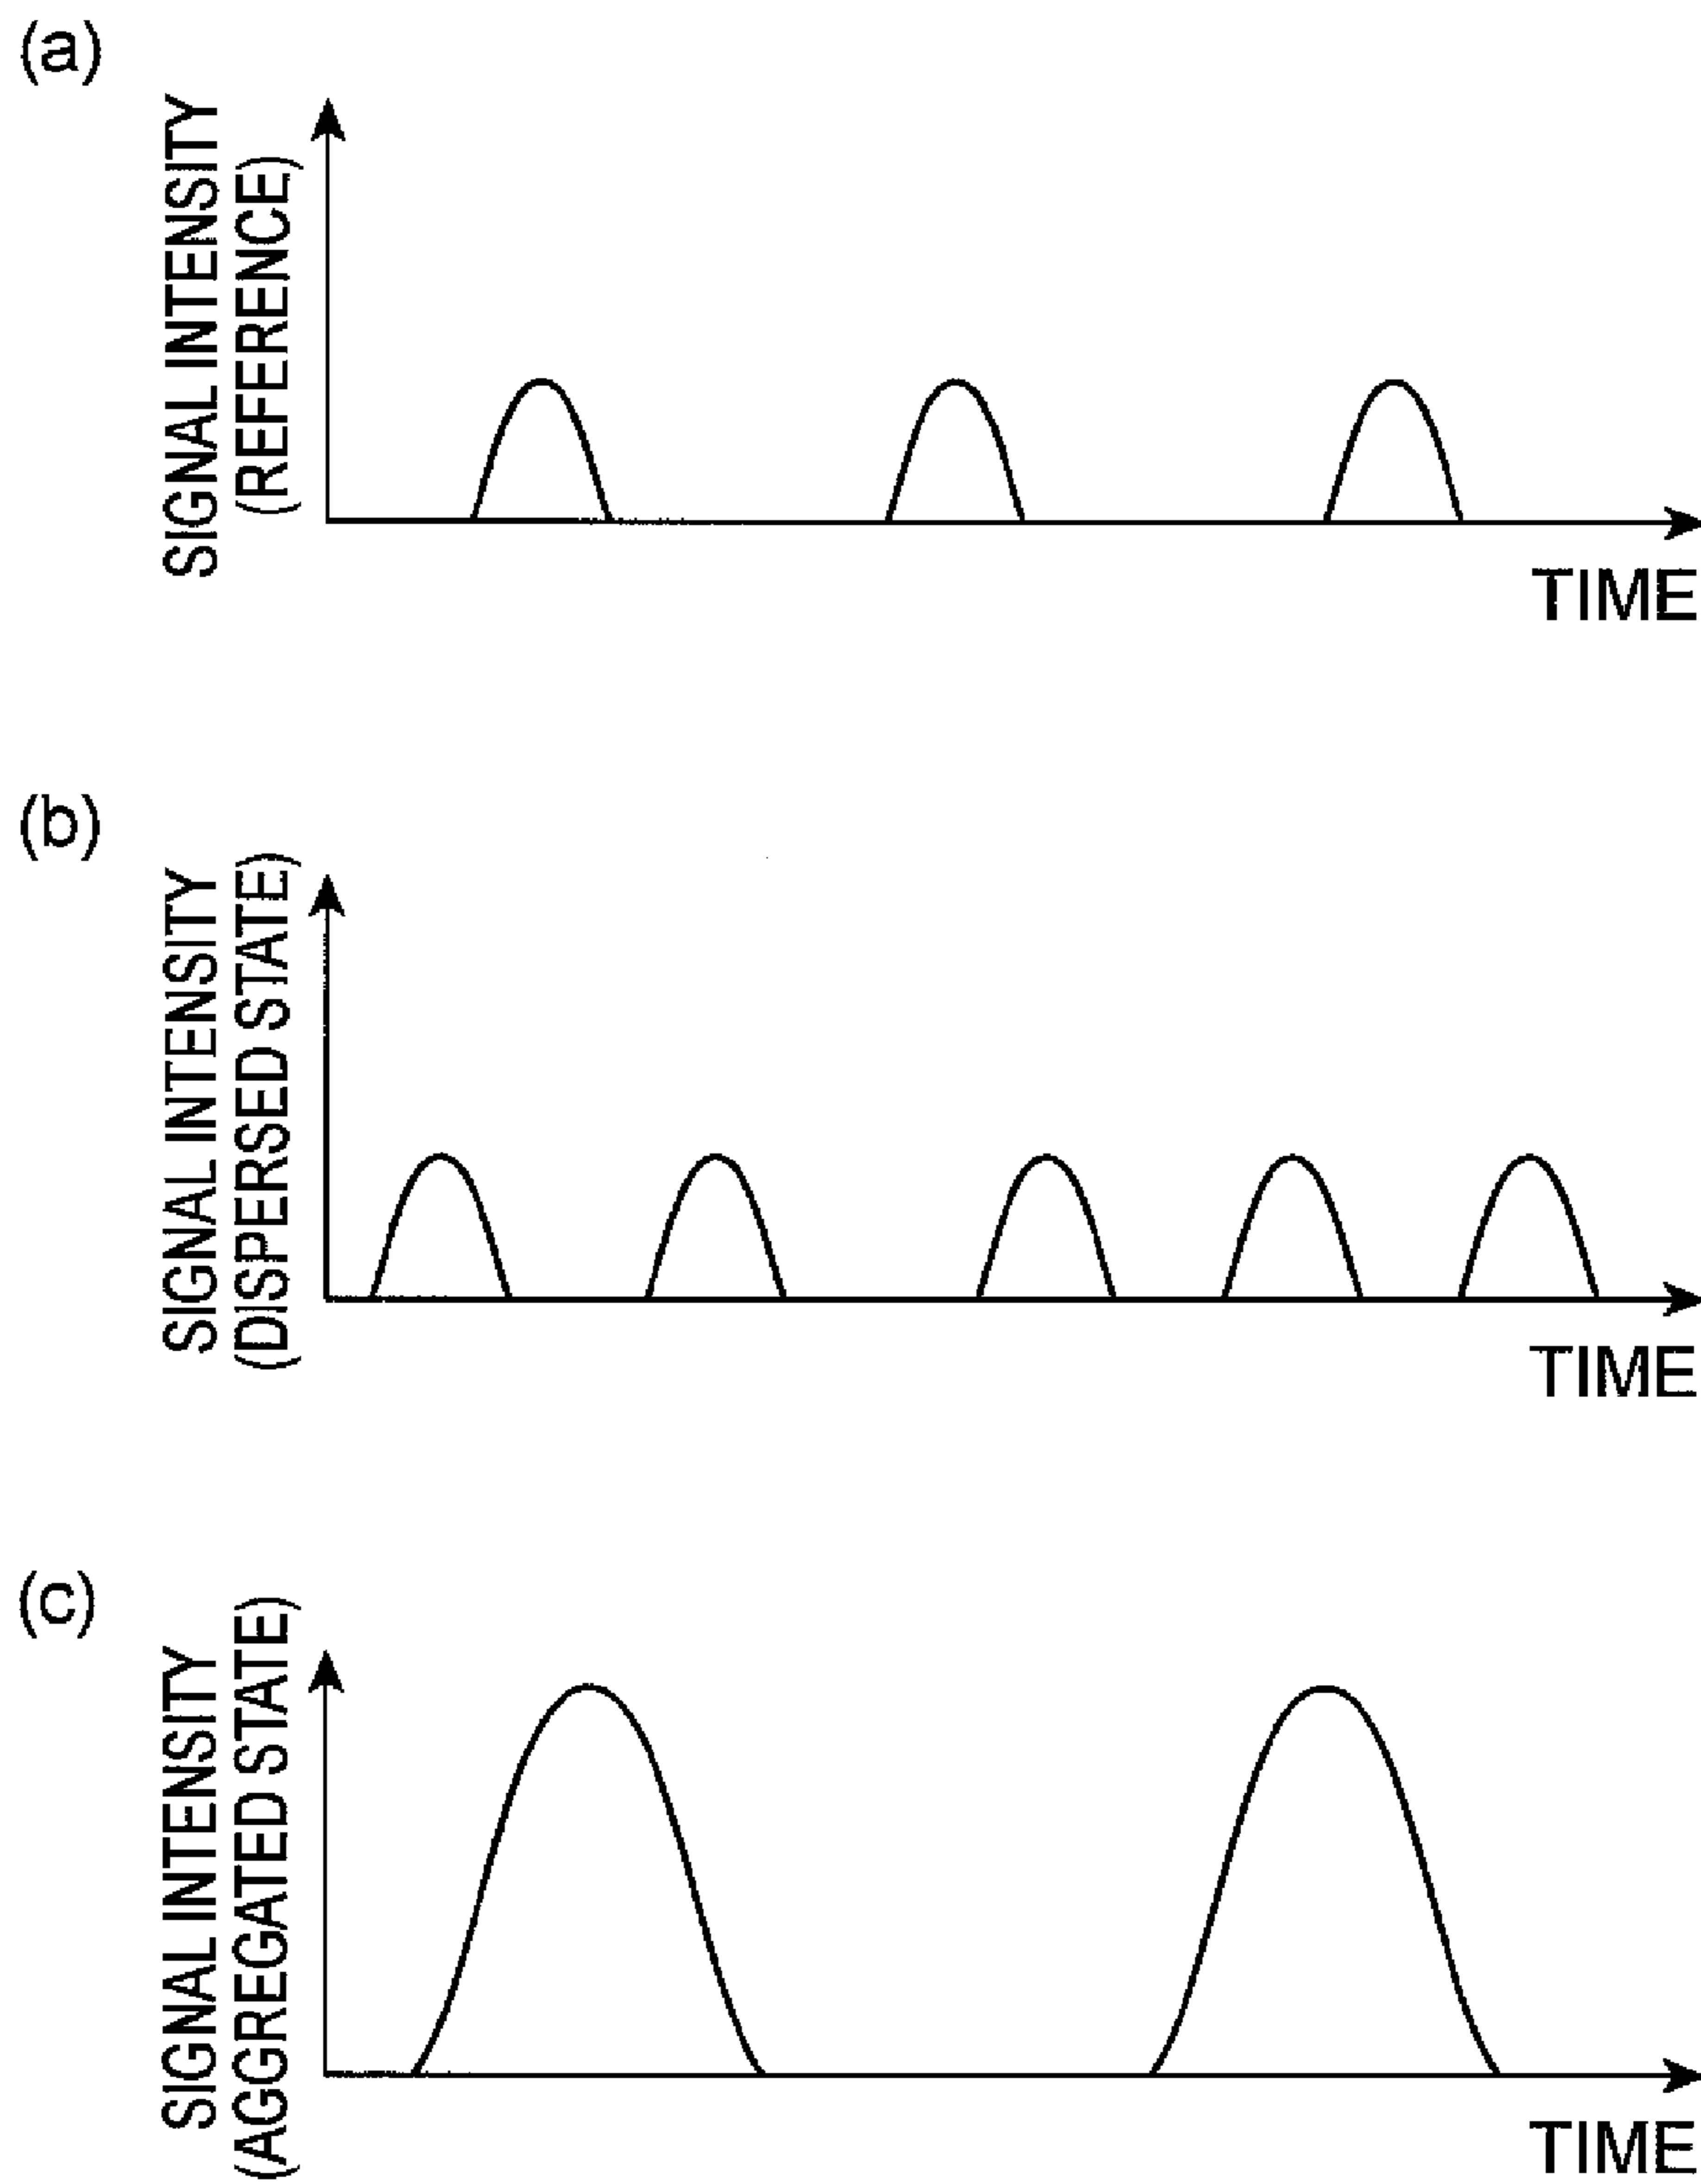 (a)
SIGNAL INTENSITY
(REFERENCE)
TIME
(b)
SIGNAL INTENSITY
(DISPERSED STATE)
TIME
(c)
SIGNAL INTENSITY
(AGGREGATED STATE)
TIME